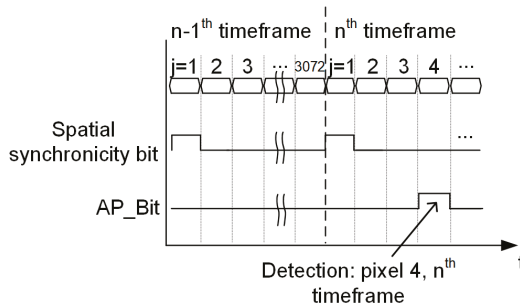 n-1th timeframe nth timeframe
j=1 2 3 ... 3072 j=1 2 3 4 ...
Spatial
synchronicity bit
...
AP_Bit
t
Detection: pixel 4, nth
timeframe